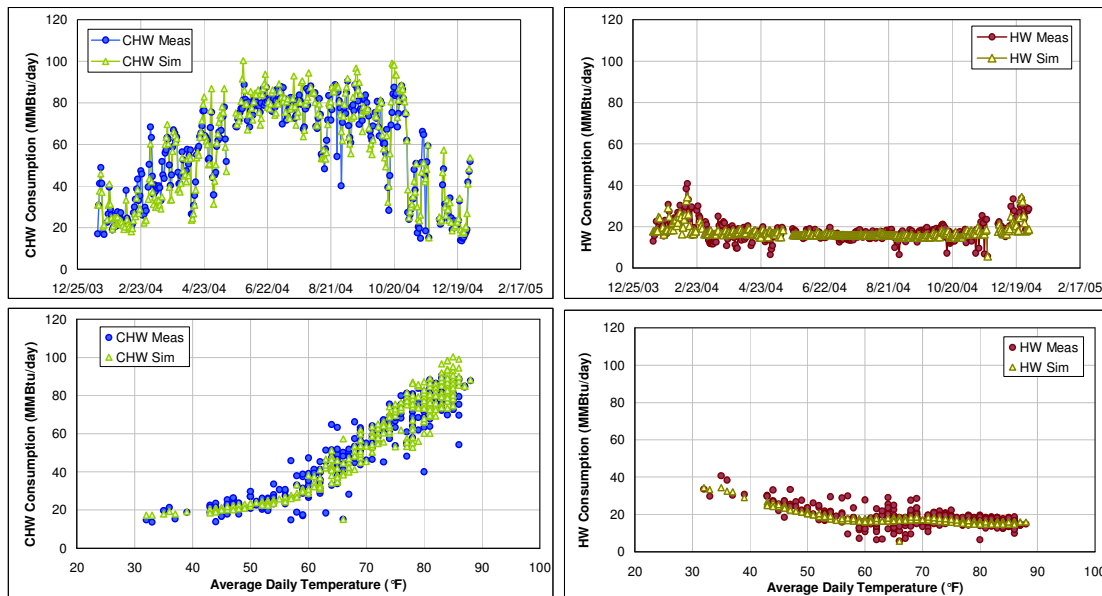 120
100
80
60
40
20
0
CHW Consumption (MMBtu/day)
CHW Meas
CHW Sim
12/25/03 2/23/04 4/23/04 6/22/04 8/21/04 10/20/04 12/19/04 2/17/05
120
100
80
60
40
20
0
HW Consumption (MMBtu/day)
HW Meas
HW Sim
12/25/03 2/23/04 4/23/04 6/22/04 8/21/04 10/20/04 12/19/04 2/17/05
120
100
80
60
40
20
0
CHW Consumption (MMBtu/day)
CHW Meas
CHW Sim
20 30 40 50 60 70 80 90 100
Average Daily Temperature (°F)
120
100
80
60
40
20
0
HW Consumption (MMBtu/day)
HW Meas
HW Sim
20 30 40 50 60 70 80 90 100
Average Daily Temperature (°F)